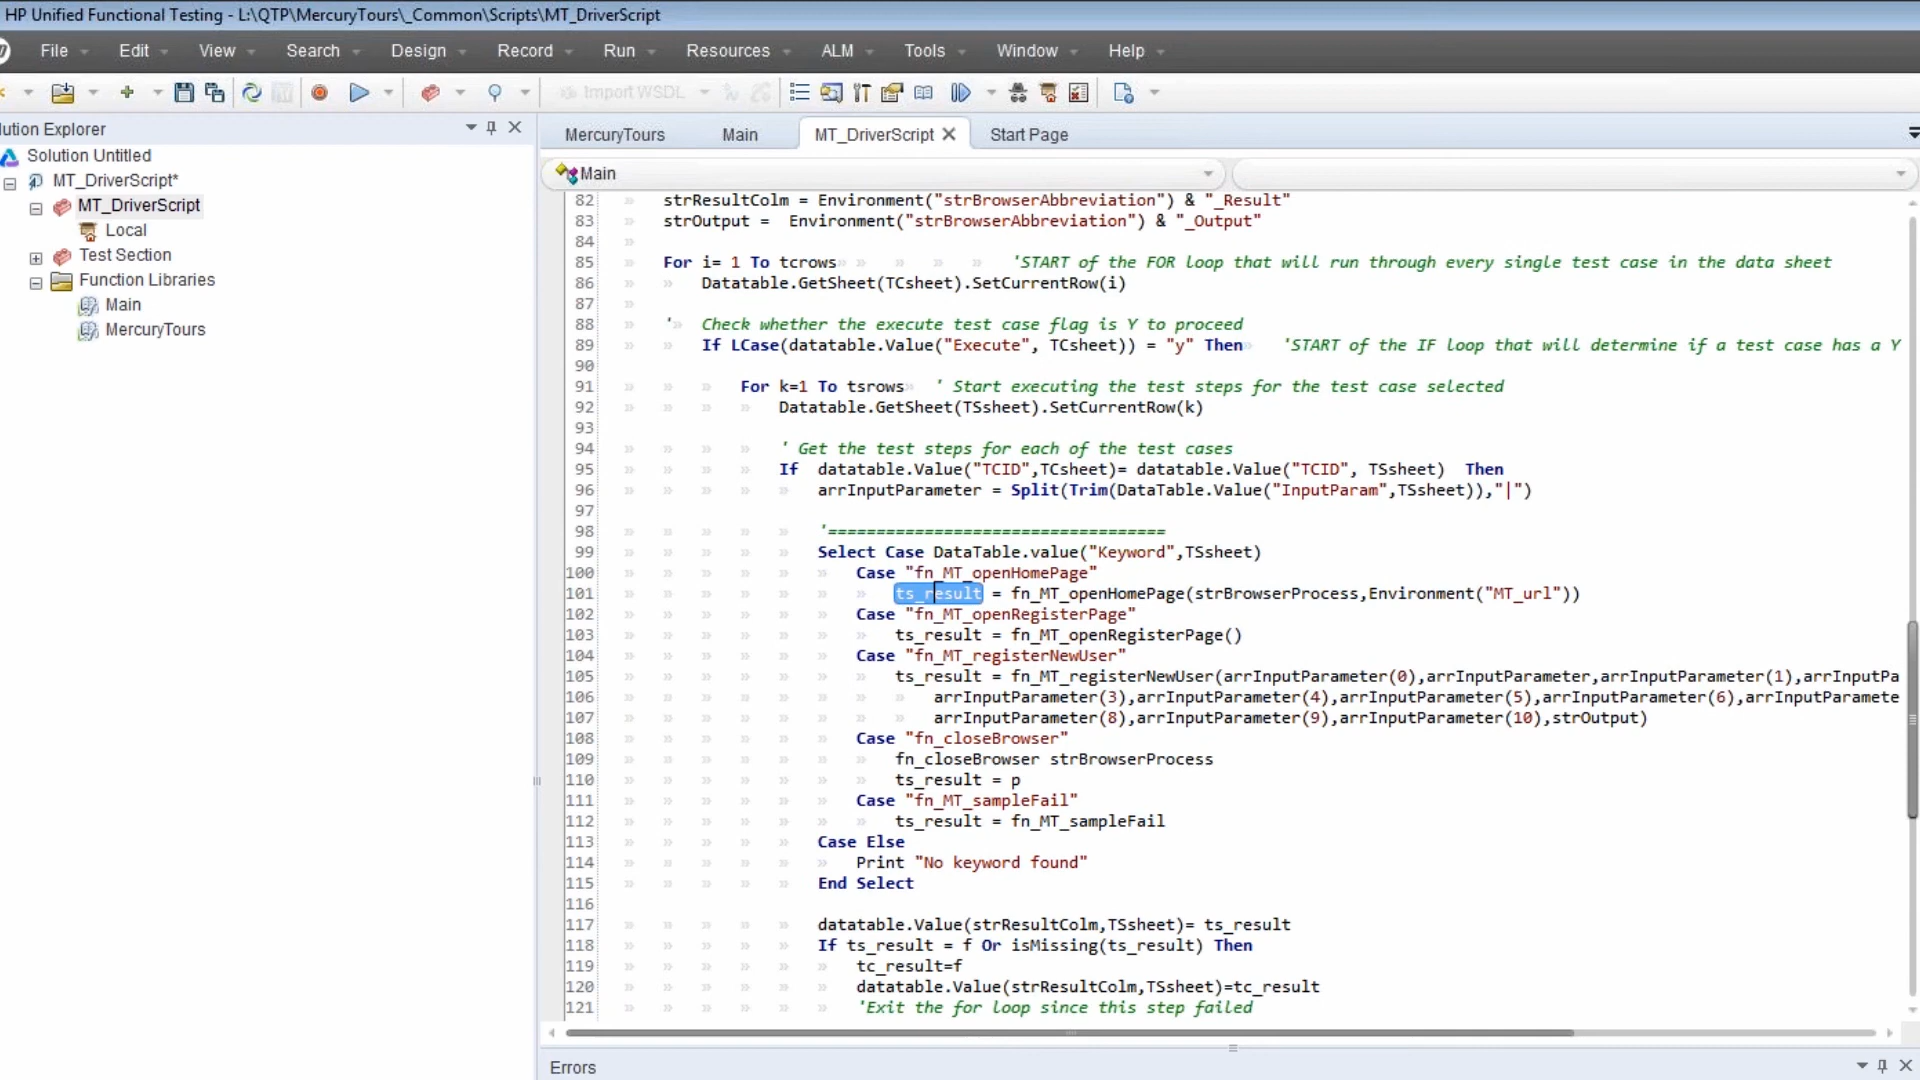 HP Unified Functional Testing - L:\QTP\MercuryTours\_Common\Scripts\MT_DriverScript
File Edit View Search Design Record Run Resources ALM Tools Window Help
Import WSDL
lution Explorer
MercuryTours Main MT_DriverScript Start Page
Solution Untitled
MT_DriverScript*
MT_DriverScript
Local
Test Section
Function Libraries
Main
MercuryTours
Main
82 strResultColm = Environment("strBrowserAbbreviation") & "_Result"
83 strOutput = Environment("strBrowserAbbreviation") & "_Output"
84
85 For i= 1 To tcrows 'START of the FOR loop that will run through every single test case in the data sheet
86 Datatable.GetSheet(TCsheet).SetCurrentRow(i)
87
88 ' Check whether the execute test case flag is Y to proceed
89 If LCase(datatable.Value("Execute", TCsheet)) = "y" Then 'START of the IF loop that will determine if a test case has a Y
90
91 For k=1 To tsrows ' Start executing the test steps for the test case selected
92 Datatable.GetSheet(TSsheet).SetCurrentRow(k)
93
94 ' Get the test steps for each of the test cases
95 If datatable.Value("TCID",TCsheet)= datatable.Value("TCID", TSsheet) Then
96 arrInputParameter = Split(Trim(DataTable.Value("InputParam",TSsheet)),"|")
97
98 '===================================
99 Select Case DataTable.value("Keyword",TSsheet)
100 Case "fn_MT_openHomePage"
101 ts_result = fn_MT_openHomePage(strBrowserProcess,Environment("MT_url"))
102 Case "fn_MT_openRegisterPage"
103 ts_result = fn_MT_openRegisterPage()
104 Case "fn_MT_registerNewUser"
105 ts_result = fn_MT_registerNewUser(arrInputParameter(0),arrInputParameter,arrInputParameter(1),arrInputPa
106 arrInputParameter(3),arrInputParameter(4),arrInputParameter(5),arrInputParameter(6),arrInputParamete
107 arrInputParameter(8),arrInputParameter(9),arrInputParameter(10),strOutput)
108 Case "fn_closeBrowser"
109 fn_closeBrowser strBrowserProcess
110 ts_result = p
111 Case "fn_MT_sampleFail"
112 ts_result = fn_MT_sampleFail
113 Case Else
114 Print "No keyword found"
115 End Select
116
117 datatable.Value(strResultColm,TSsheet)= ts_result
118 If ts_result = f Or isMissing(ts_result) Then
119 tc_result=f
120 datatable.Value(strResultColm,TSsheet)=tc_result
121 'Exit the for loop since this step failed
Errors